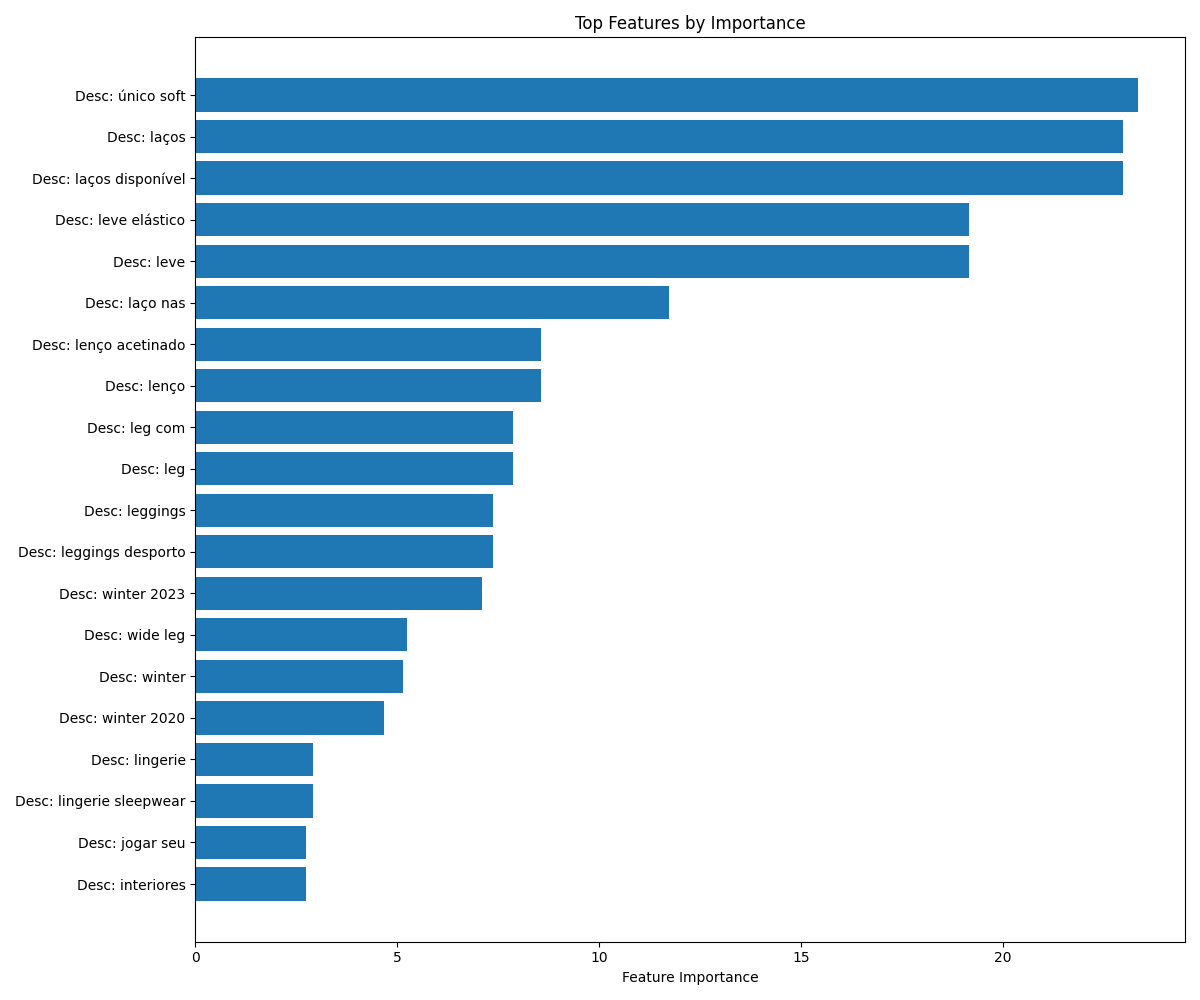 Top Features by Importance
Desc: único soft
Desc: laços
Desc: laços disponível
Desc: leve elástico
Desc: leve
Desc: laço nas
Desc: lenço acetinado
Desc: lenço
Desc: leg com
Desc: leg
Desc: leggings
Desc: leggings desporto
Desc: winter 2023
Desc: wide leg
Desc: winter
Desc: winter 2020
Desc: lingerie
Desc: lingerie sleepwear
Desc: jogar seu
Desc: interiores
0 5 10 15 20
Feature Importance